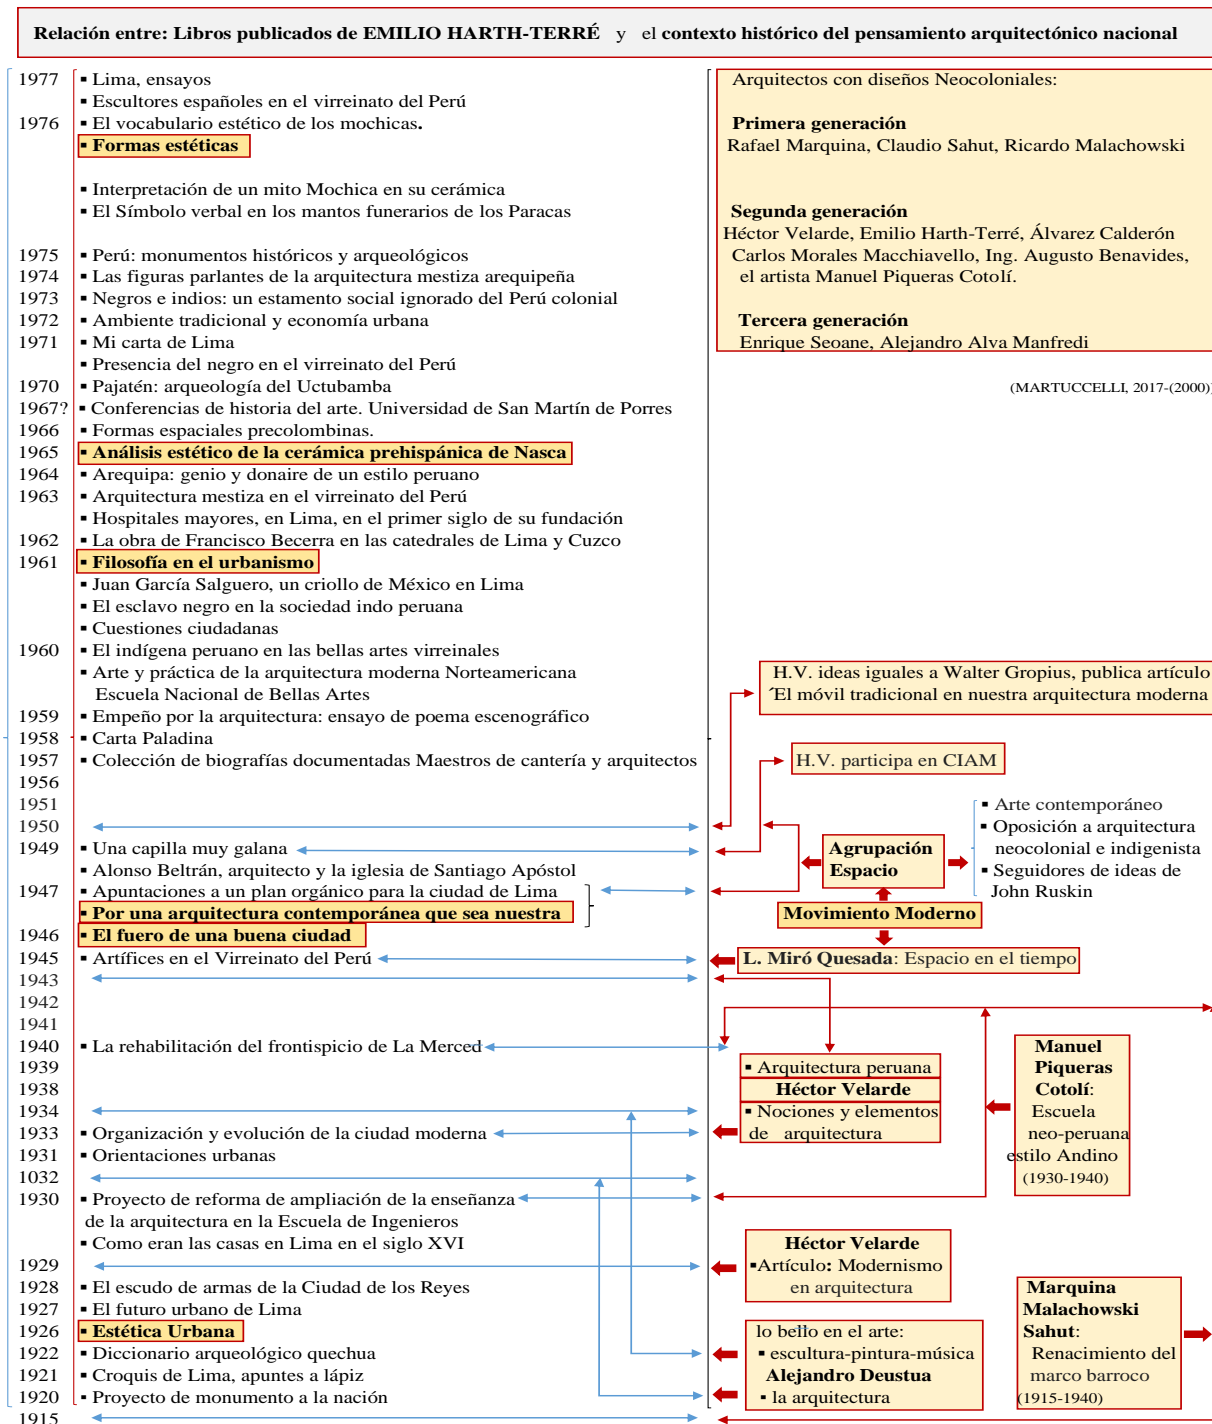 Relación entre: Libros publicados de EMILIO HARTH-TERRÉ y el contexto histórico del pensamiento arquitectónico nacional
1977 ▪ Lima, ensayos
▪ Escultores españoles en el virreinato del Perú
1976 ▪ El vocabulario estético de los mochicas.
▪ Formas estéticas
▪ Interpretación de un mito Mochica en su cerámica
▪ El Símbolo verbal en los mantos funerarios de los Paracas
1975 ▪ Perú: monumentos históricos y arqueológicos
1974 ▪ Las figuras parlantes de la arquitectura mestiza arequipeña
1973 ▪ Negros e indios: un estamento social ignorado del Perú colonial
1972 ▪ Ambiente tradicional y economía urbana
1971 ▪ Mi carta de Lima
▪ Presencia del negro en el virreinato del Perú
1970 ▪ Pajatén: arqueología del Uctubamba
1967? ▪ Conferencias de historia del arte. Universidad de San Martín de Porres
1966 ▪ Formas espaciales precolombinas.
1965 ▪ Análisis estético de la cerámica prehispánica de Nasca
1964 ▪ Arequipa: genio y donaire de un estilo peruano
1963 ▪ Arquitectura mestiza en el virreinato del Perú
▪ Hospitales mayores, en Lima, en el primer siglo de su fundación
1962 ▪ La obra de Francisco Becerra en las catedrales de Lima y Cuzco
1961 ▪ Filosofía en el urbanismo
▪ Juan García Salguero, un criollo de México en Lima
▪ El esclavo negro en la sociedad indo peruana
▪ Cuestiones ciudadanas
1960 ▪ El indígena peruano en las bellas artes virreinales
▪ Arte y práctica de la arquitectura moderna Norteamericana
Escuela Nacional de Bellas Artes
1959 ▪ Empeño por la arquitectura: ensayo de poema escenográfico
1958 ▪ Carta Paladina
1957 ▪ Colección de biografías documentadas Maestros de cantería y arquitectos
1956
1951
1950
1949 ▪ Una capilla muy galana
▪ Alonso Beltrán, arquitecto y la iglesia de Santiago Apóstol
1947 ▪ Apuntaciones a un plan orgánico para la ciudad de Lima
▪ Por una arquitectura contemporánea que sea nuestra
1946 ▪ El fuero de una buena ciudad
1945 ▪ Artífices en el Virreinato del Perú
1943
1942
1941
1940 ▪ La rehabilitación del frontispicio de La Merced
1939
1938
1934
1933 ▪ Organización y evolución de la ciudad moderna
1931 ▪ Orientaciones urbanas
1032
1930 ▪ Proyecto de reforma de ampliación de la enseñanza
de la arquitectura en la Escuela de Ingenieros
▪ Como eran las casas en Lima en el siglo XVI
1929
1928 ▪ El escudo de armas de la Ciudad de los Reyes
1927 ▪ El futuro urbano de Lima
1926 ▪ Estética Urbana
1922 ▪ Diccionario arqueológico quechua
1921 ▪ Croquis de Lima, apuntes a lápiz
1920 ▪ Proyecto de monumento a la nación
1915
Arquitectos con diseños Neocoloniales:
Primera generación
Rafael Marquina, Claudio Sahut, Ricardo Malachowski
Segunda generación
Héctor Velarde, Emilio Harth-Terré, Álvarez Calderón
Carlos Morales Macchiavello, Ing. Augusto Benavides,
el artista Manuel Piqueras Cotolí.
Tercera generación
Enrique Seoane, Alejandro Alva Manfredi
(MARTUCCELLI, 2017-(2000)
H.V. ideas iguales a Walter Gropius, publica artículo
´El móvil tradicional en nuestra arquitectura moderna
H.V. participa en CIAM
Agrupación
Espacio
▪ Arte contemporáneo
▪ Oposición a arquitectura
neocolonial e indigenista
▪ Seguidores de ideas de
John Ruskin
Movimiento Moderno
L. Miró Quesada: Espacio en el tiempo
▪ Arquitectura peruana
Héctor Velarde
▪ Nociones y elementos
de arquitectura
Manuel
Piqueras
Cotolí:
Escuela
neo-peruana
estilo Andino
(1930-1940)
Héctor Velarde
▪Artículo: Modernismo
en arquitectura
lo bello en el arte:
▪ escultura-pintura-música
Alejandro Deustua
▪ la arquitectura
Marquina
Malachowski
Sahut:
Renacimiento del
marco barroco
(1915-1940)